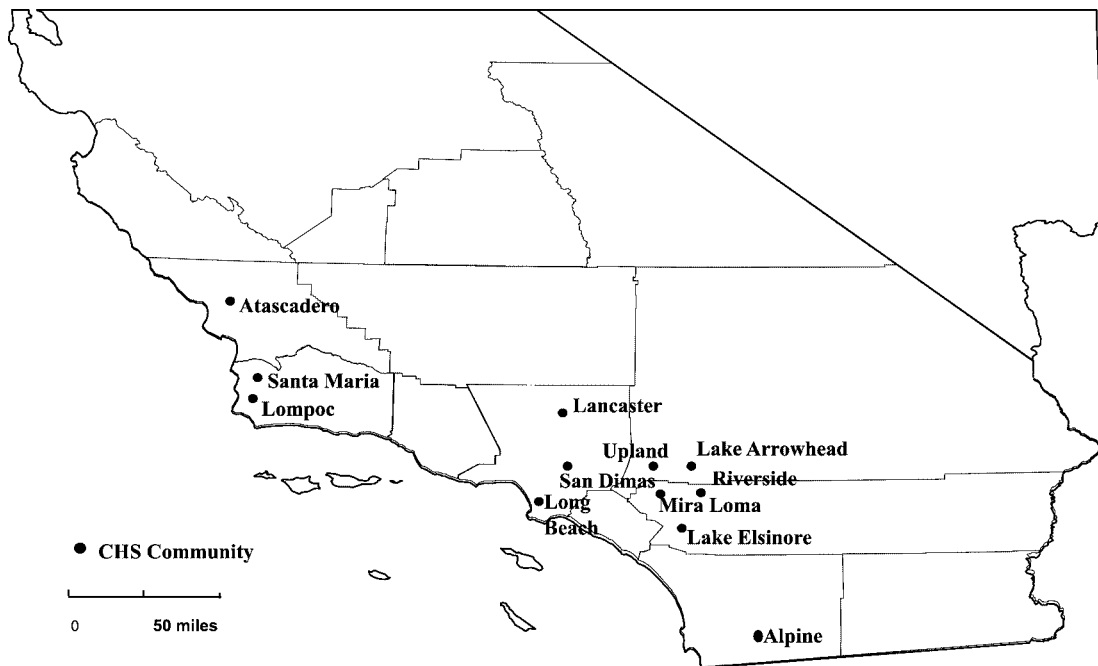 Atascadero
Santa Maria
Lompoc
Lancaster
Upland
Lake Arrowhead
San Dimas
Riverside
Mira Loma
Long
Beach
Lake Elsinore
CHS Community
0
50 miles
Alpine